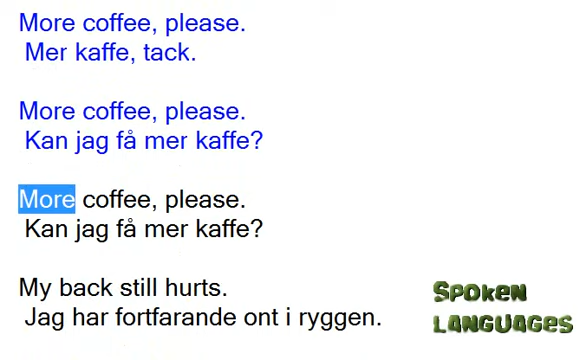 More coffee, please.
Mer kaffe, tack.
More coffee, please.
Kan jag få mer kaffe?
More coffee, please.
Kan jag få mer kaffe?
My back still hurts.
Jag har fortfarande ont i ryggen.
Spoken
Languages